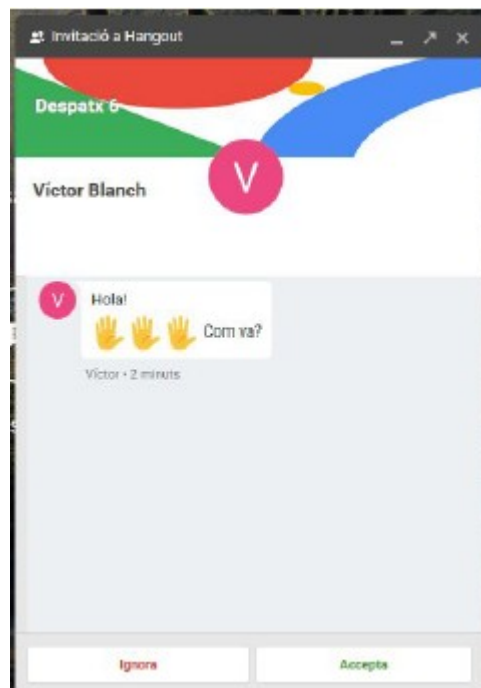 Invitació a Hangout
Despatx 6
V
Víctor Blanch
V
Hola!
🖐🖐🖐 Com va?
Víctor • 2 minuts
Ignora
Accepta